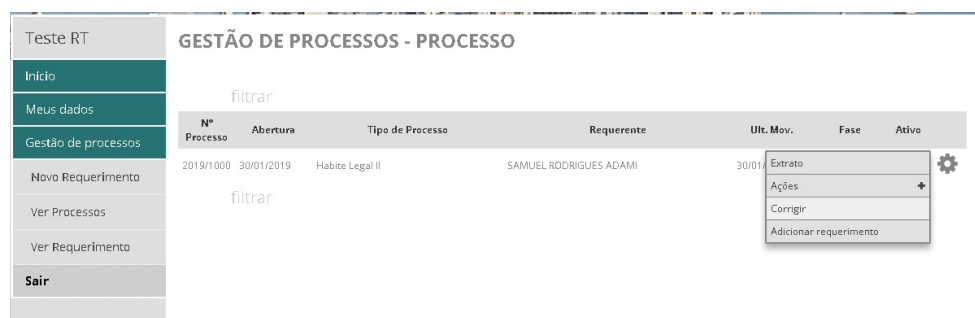 Teste RT
GESTÃO DE PROCESSOS - PROCESSO
Início
Meus dados
Gestão de processos
Novo Requerimento
Ver Processos
Ver Requerimento
Sair
filtrar
Nº Processo Abertura Tipo de Processo Requerente Ult. Mov. Fase Ativo
2019/1000 30/01/2019 Habite Legal II SAMUEL RODRIGUES ADAMI 30/01/
Extrato
Ações +
Corrigir
Adicionar requerimento
filtrar